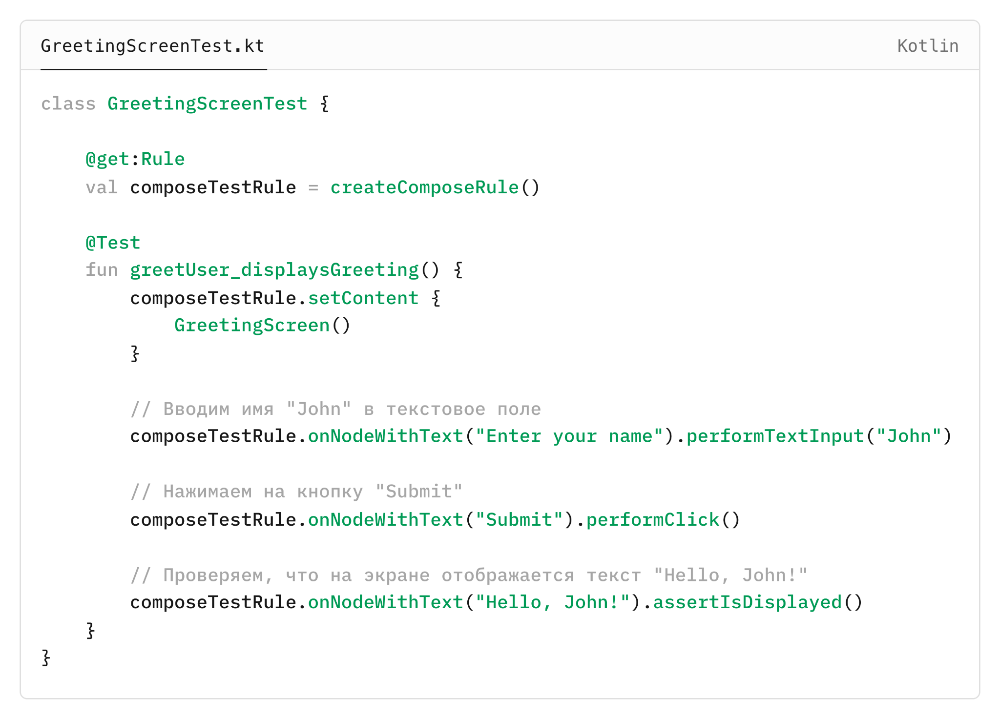 GreetingScreenTest.kt
Kotlin
class GreetingScreenTest {
@get:Rule
val composeTestRule = createComposeRule()
@Test
fun greetUser_displaysGreeting() {
composeTestRule.setContent {
GreetingScreen()
}
// Вводим имя "John" в текстовое поле
composeTestRule.onNodeWithText("Enter your name").performTextInput("John")
// Нажимаем на кнопку "Submit"
composeTestRule.onNodeWithText("Submit").performClick()
// Проверяем, что на экране отображается текст "Hello, John!"
composeTestRule.onNodeWithText("Hello, John!").assertIsDisplayed()
}
}